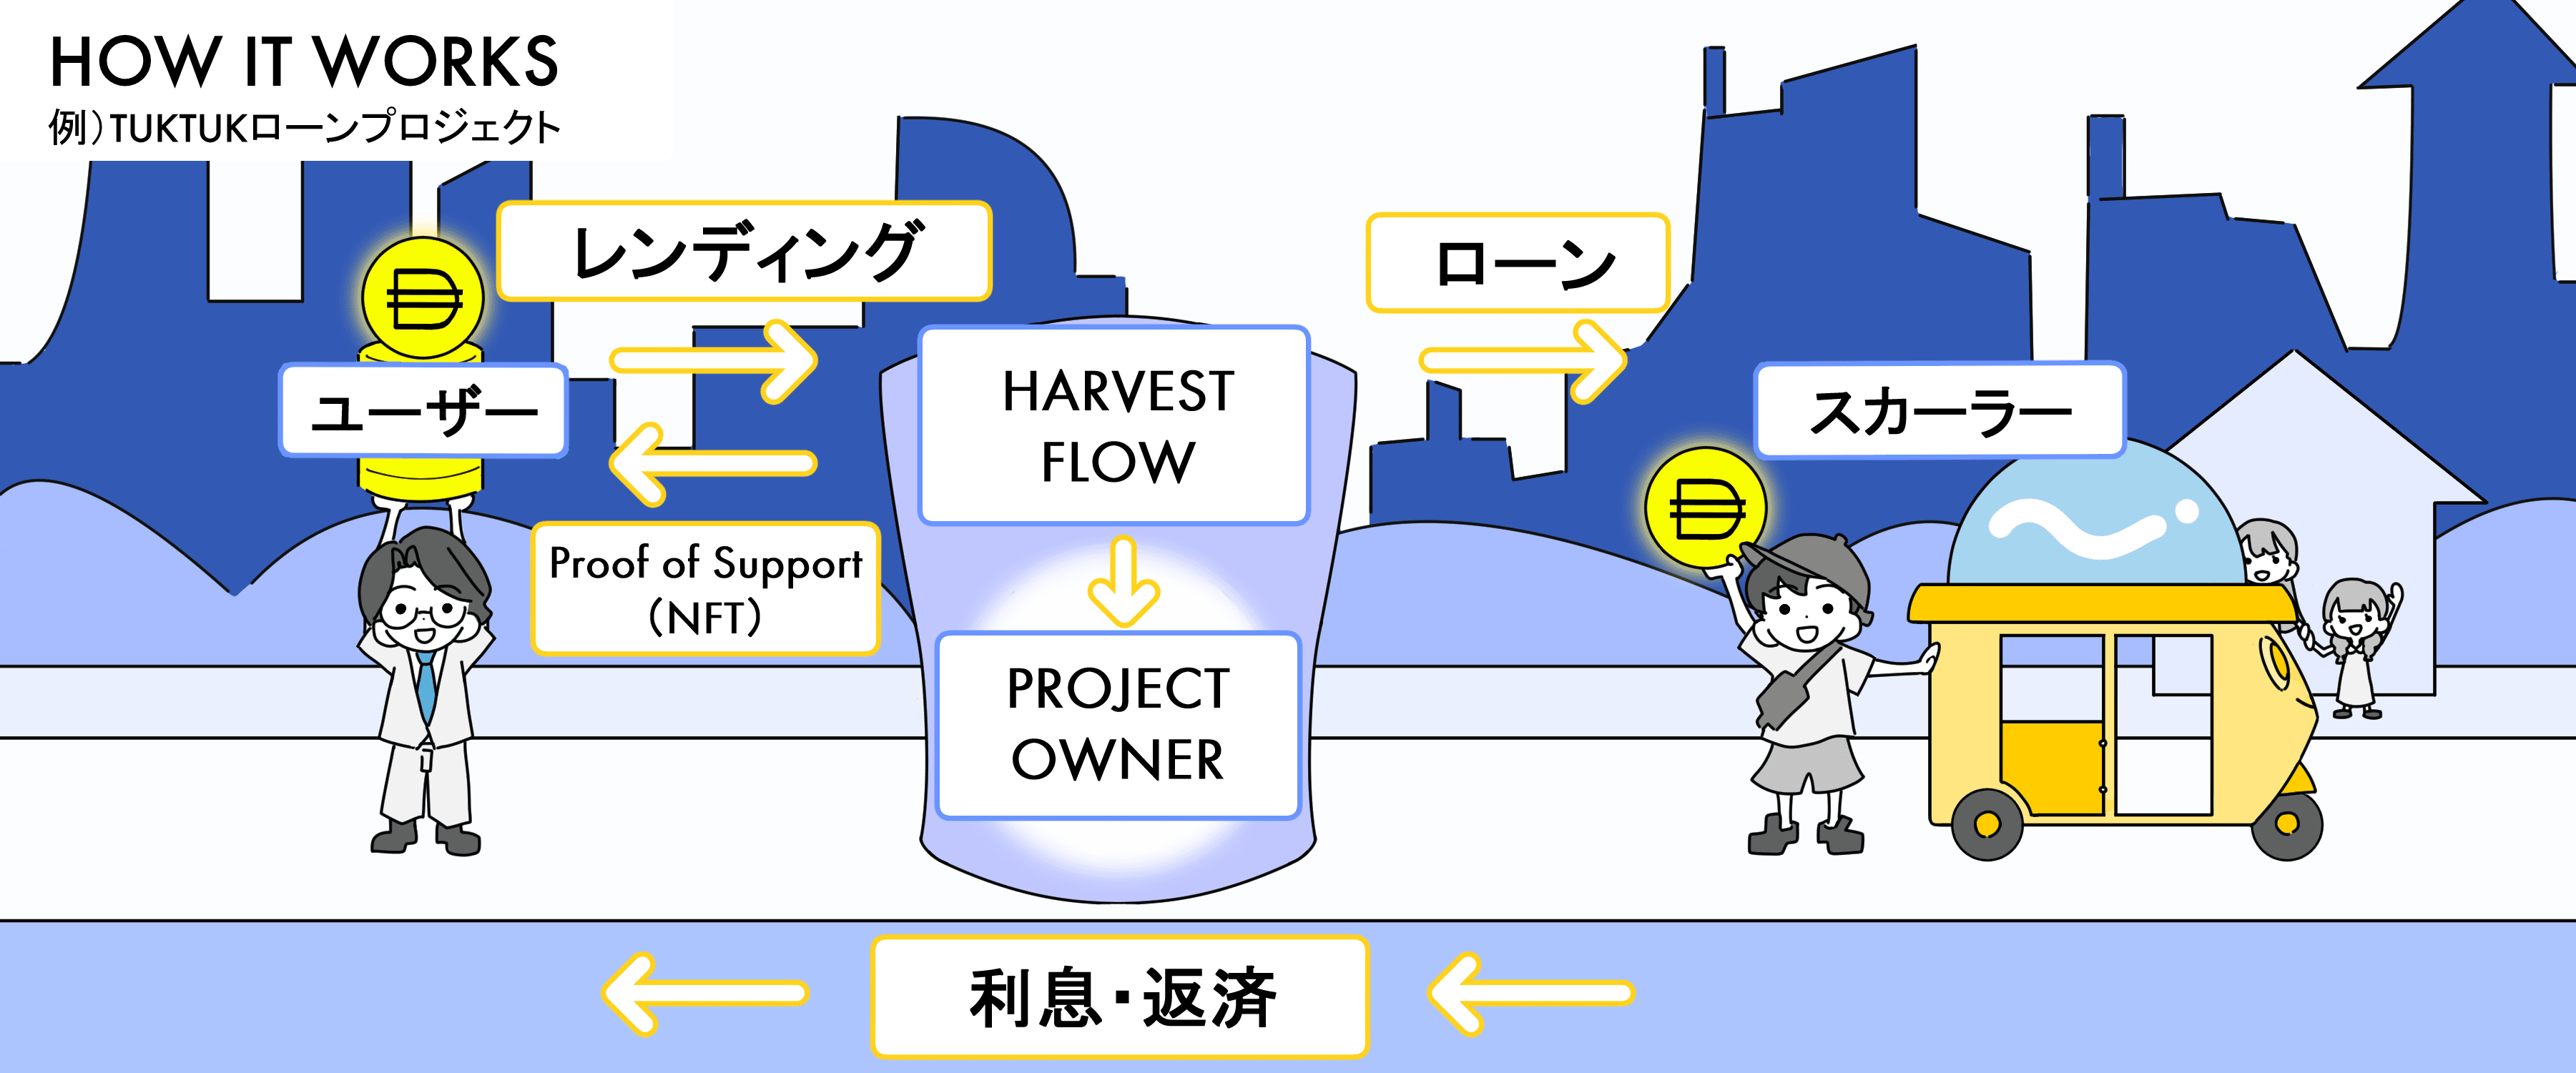 HOW IT WORKS
例）TUKTUKローンプロジェクト
レンディング
ローン
ユーザー
HARVEST
FLOW
スカーラー
Proof of Support
（NFT）
PROJECT
OWNER
利息・返済